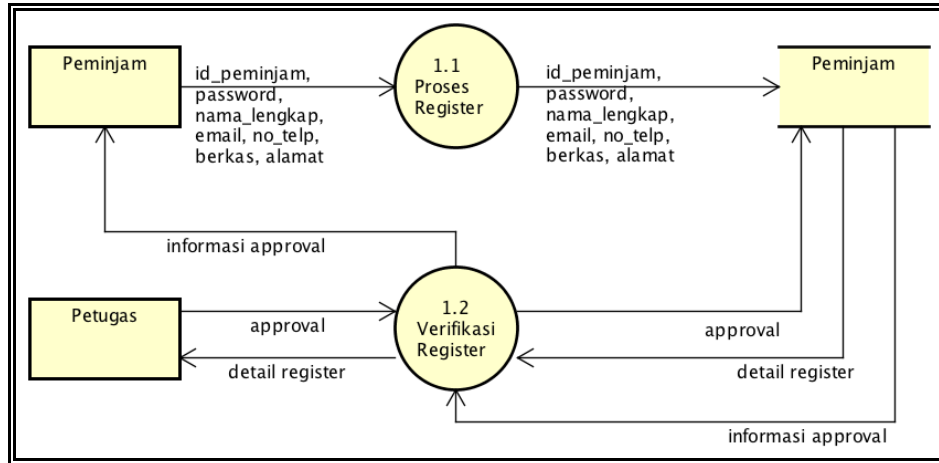 Peminjam
id_peminjam,
password,
nama_lengkap,
email, no_telp,
berkas, alamat
1.1
Proses
Register
id_peminjam,
password,
nama_lengkap,
email, no_telp,
berkas, alamat
Peminjam
informasi approval
Petugas
approval
detail register
1.2
Verifikasi
Register
approval
detail register
informasi approval